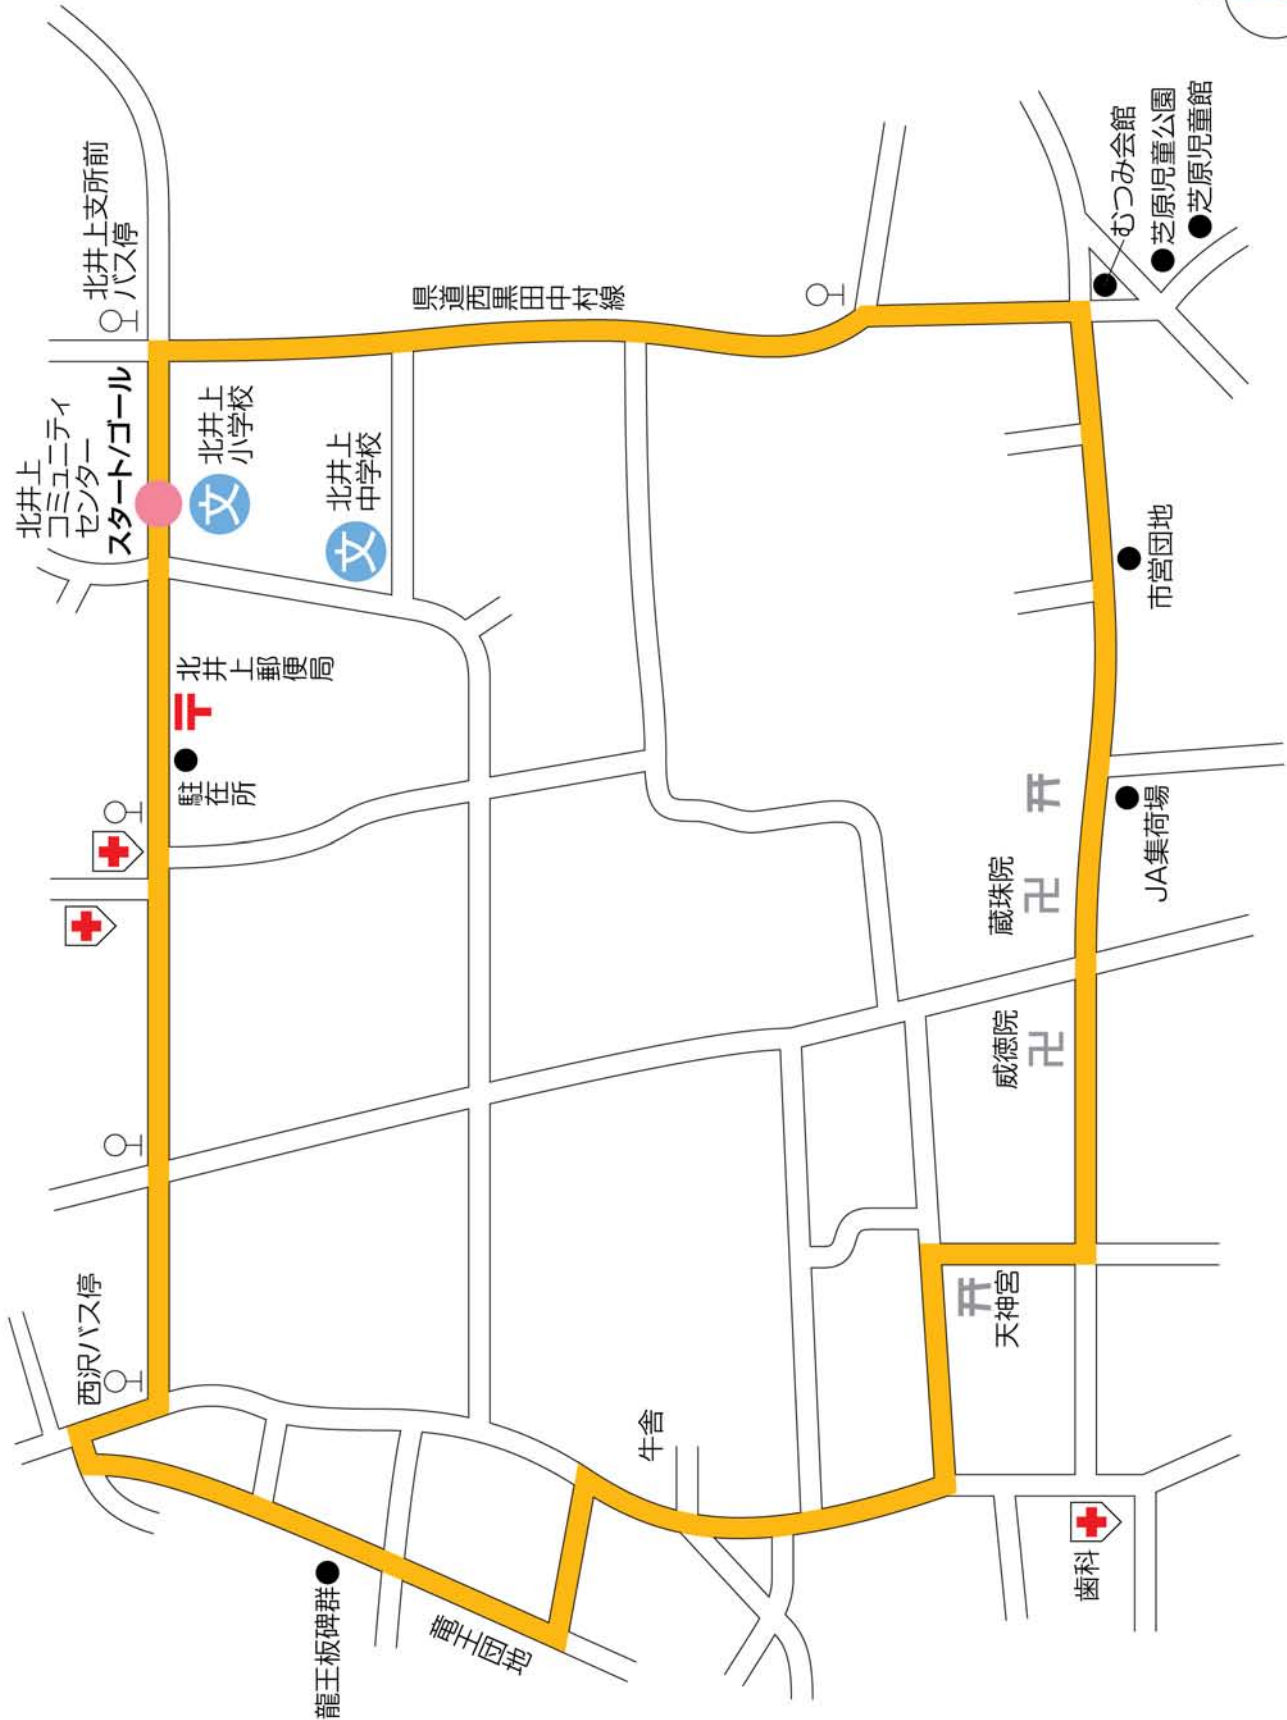 北井上
コミュニティ
センター
スタート/ゴール
北井上支所前
バス停
西沢バス停
駐在所
北井上郵便局
文
北井上
小学校
文
北井上
中学校
県道西黒田中村線
龍王板碑群
竜王団地
牛舎
天神宮
威徳院
蔵珠院
歯科
JA集荷場
市営団地
むつみ会館
芝原児童公園
芝原児童館